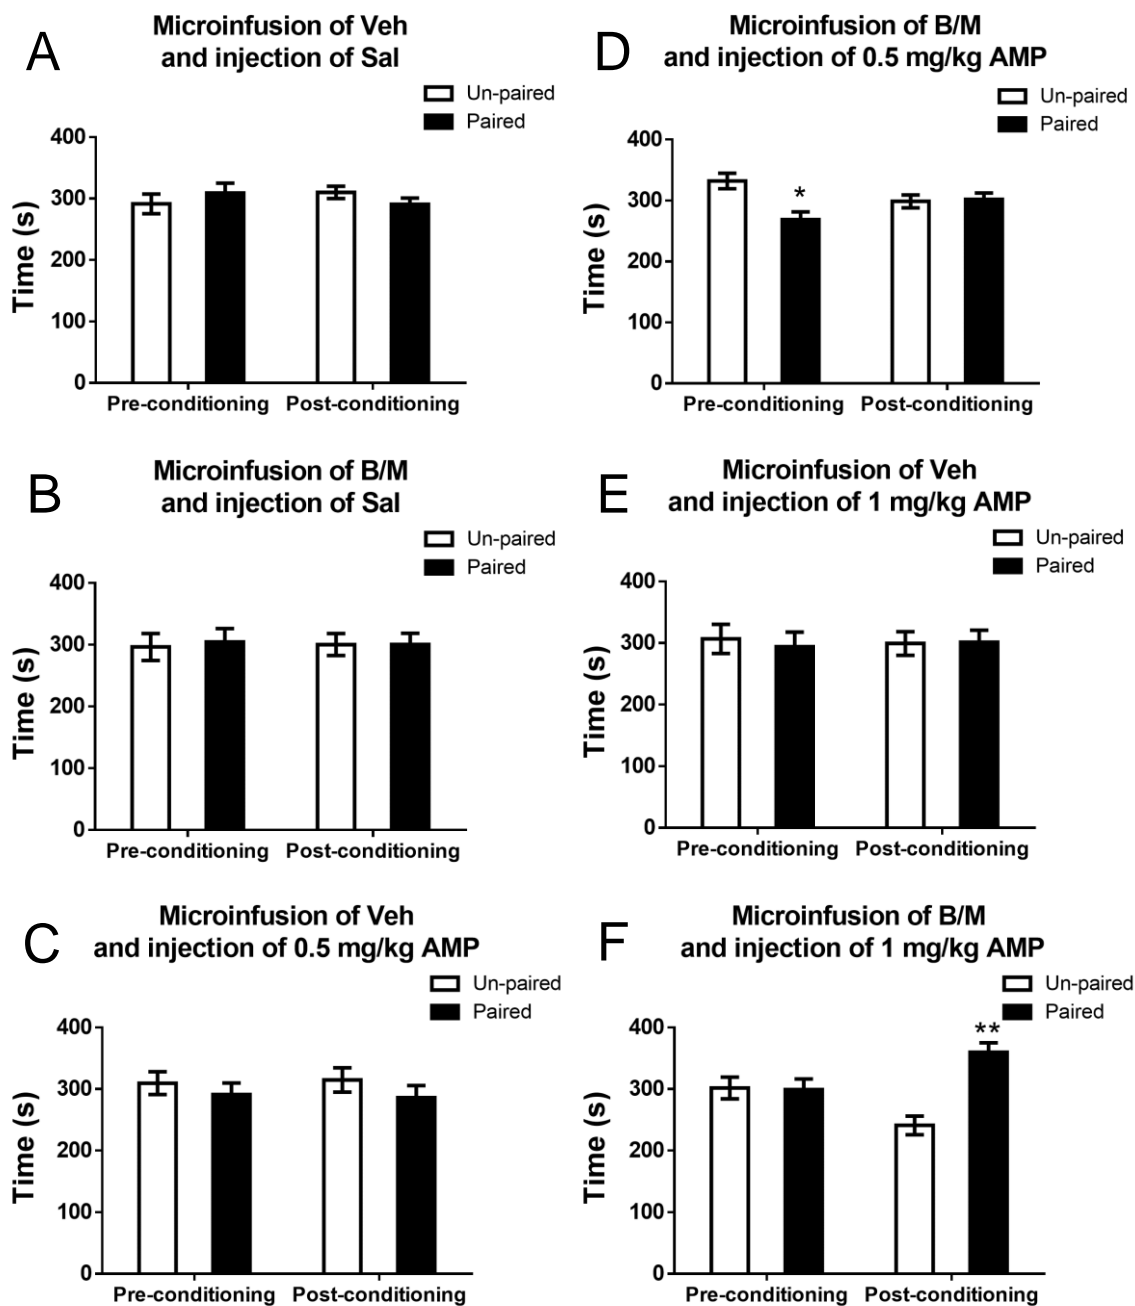 A
Microinfusion of Veh
and injection of Sal
Un-paired
Paired
400
300
200
100
0
Time (s)
Pre-conditioning
Post-conditioning
B
Microinfusion of B/M
and injection of Sal
Un-paired
Paired
400
300
200
100
0
Time (s)
Pre-conditioning
Post-conditioning
C
Microinfusion of Veh
and injection of 0.5 mg/kg AMP
Un-paired
Paired
400
300
200
100
0
Time (s)
Pre-conditioning
Post-conditioning
D
Microinfusion of B/M
and injection of 0.5 mg/kg AMP
Un-paired
Paired
400
300
200
100
0
Time (s)
*
Pre-conditioning
Post-conditioning
E
Microinfusion of Veh
and injection of 1 mg/kg AMP
Un-paired
Paired
400
300
200
100
0
Time (s)
Pre-conditioning
Post-conditioning
F
Microinfusion of B/M
and injection of 1 mg/kg AMP
Un-paired
Paired
400
300
200
100
0
Time (s)
**
Pre-conditioning
Post-conditioning